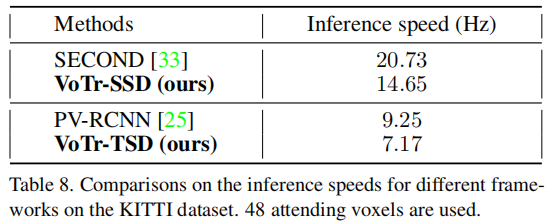 Methods Inference speed (Hz)
SECOND [33] 20.73
VoTr-SSD (ours) 14.65
PV-RCNN [25] 9.25
VoTr-TSD (ours) 7.17
Table 8. Comparisons on the inference speeds for different frame-
works on the KITTI dataset. 48 attending voxels are used.